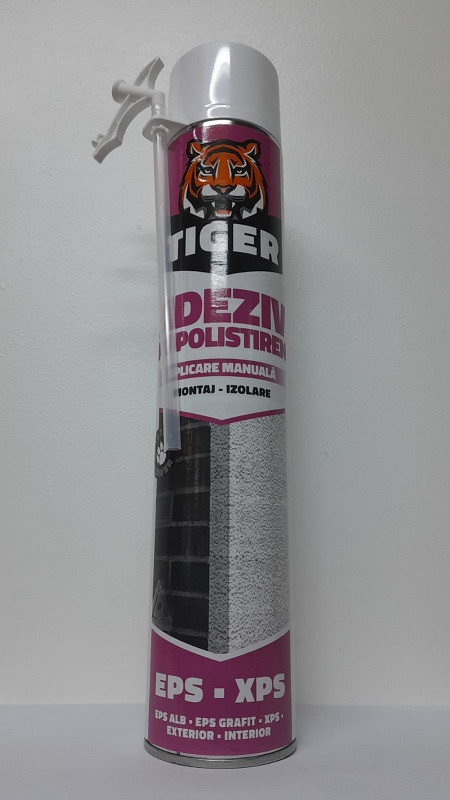 TIGER
DEZIV
POLISTIREN
PLICARE MANUALĂ
MONTAJ - IZOLARE
EPS ▪ XPS
EPS ALB ▪ EPS GRAFIT ▪ XPS ▪
EXTERIOR ▪ INTERIOR